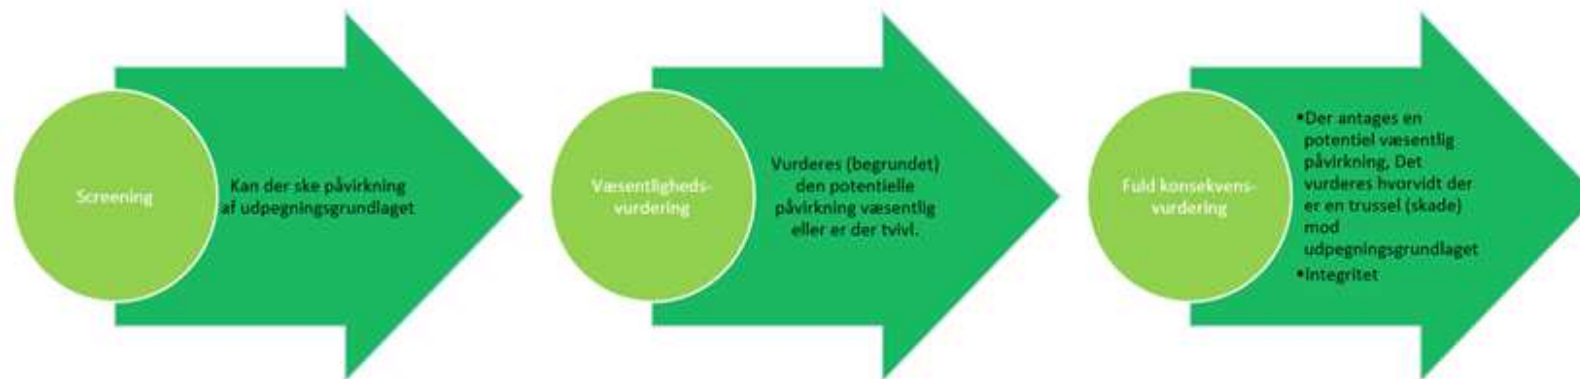 Screening
Kan der ske påvirkning
af udpegningsgrundlaget
Væsentligheds-
vurdering
Vurderes (begrundet)
den potentielle
påvirkning væsentlig
eller er der tvivl.
Fuld konsekvens-
vurdering
•Der antages en
potentiel væsentlig
påvirkning, Det
vurderes hvorvidt der
er en trussel (skade)
mod
udpegningsgrundlaget
•Integritet